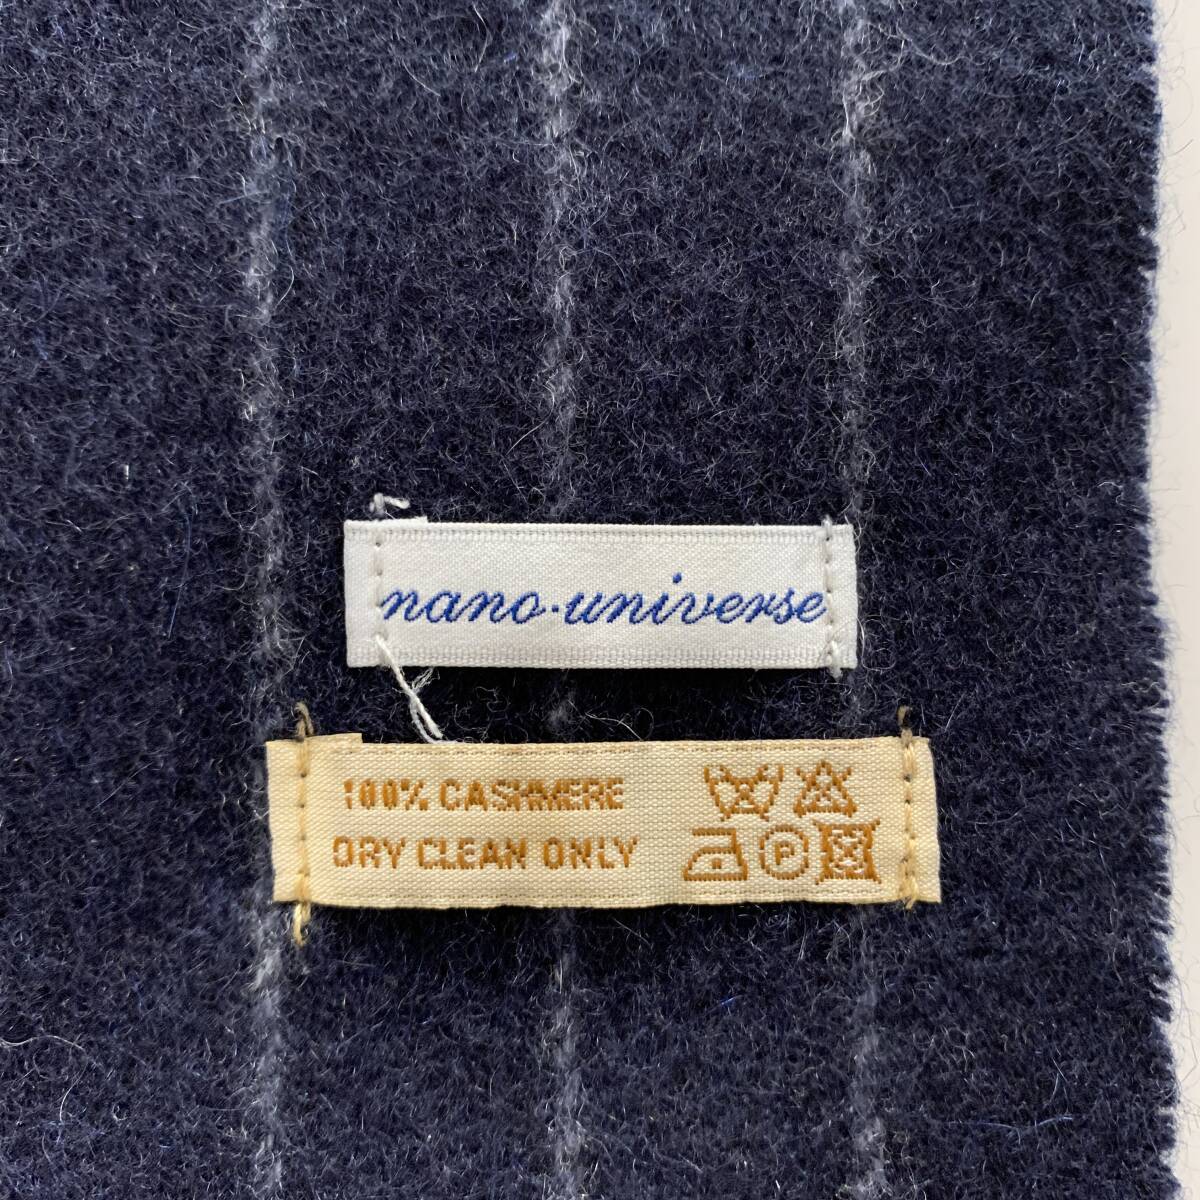 nano·universe
100% CASHMERE
DRY CLEAN ONLY
P